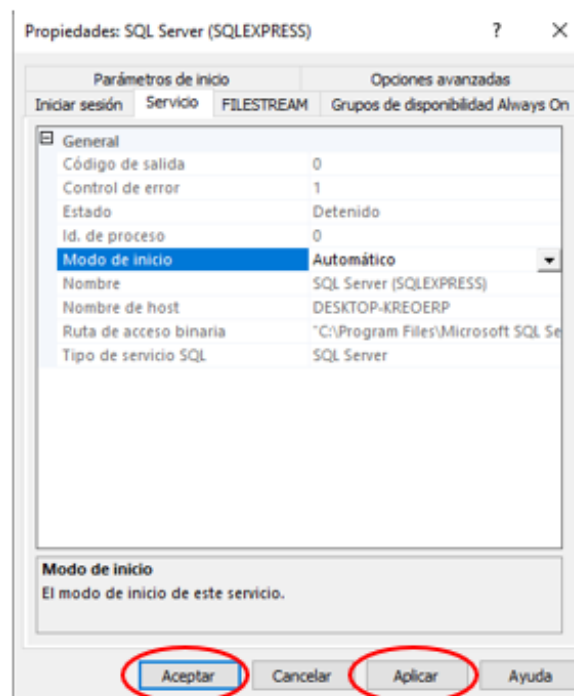 Propiedades: SQL Server (SQLEXPRESS) ? ×
Parámetros de inicio Opciones avanzadas
Iniciar sesión Servicio FILESTREAM Grupos de disponibilidad Always On
General
Código de salida 0
Control de error 1
Estado Detenido
Id. de proceso 0
Modo de inicio Automático
Nombre SQL Server (SQLEXPRESS)
Nombre de host DESKTOP-KREOERP
Ruta de acceso binaria "C:\Program Files\Microsoft SQL Se
Tipo de servicio SQL SQL Server
Modo de inicio
El modo de inicio de este servicio.
Aceptar Cancelar Aplicar Ayuda